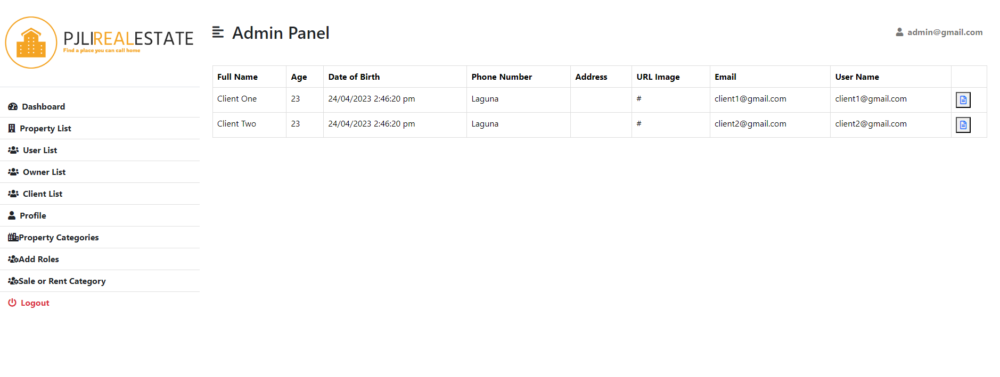 PJLIREALESTATE
Find a place you can call home
Admin Panel
admin@gmail.com
Dashboard
Property List
User List
Owner List
Client List
Profile
Property Categories
Add Roles
Sale or Rent Category
Logout
Full Name Age Date of Birth Phone Number Address URL Image Email User Name
Client One 23 24/04/2023 2:46:20 pm Laguna # client1@gmail.com client1@gmail.com
Client Two 23 24/04/2023 2:46:20 pm Laguna # client2@gmail.com client2@gmail.com